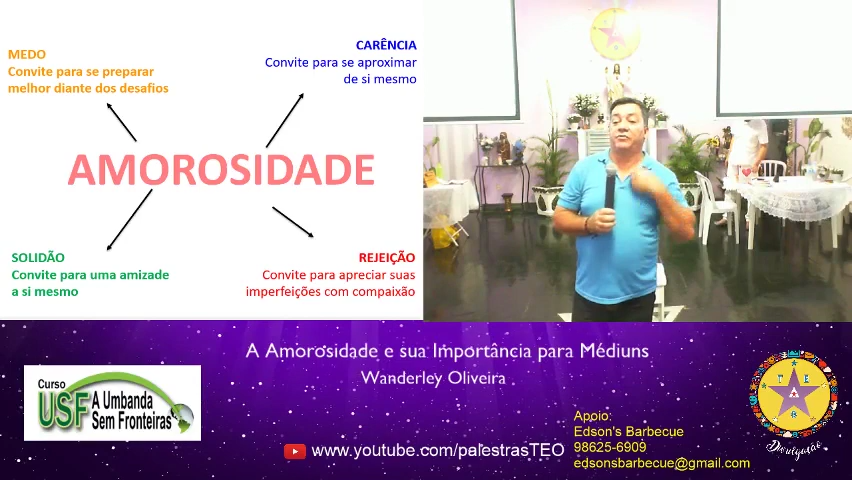 MEDO
Convite para se preparar
melhor diante dos desafios
CARÊNCIA
Convite para se aproximar
de si mesmo
AMOROSIDADE
SOLIDÃO
Convite para uma amizade
a si mesmo
REJEIÇÃO
Convite para apreciar suas
imperfeições com compaixão
A Amorosidade e sua Importância para Médiuns
Wanderley Oliveira
Curso
USF A Umbanda
Sem Fronteiras
www.youtube.com/palestrasTEO
Apoio:
Edson's Barbecue
98625-6909
edsonsbarbecue@gmail.com
Divulgação